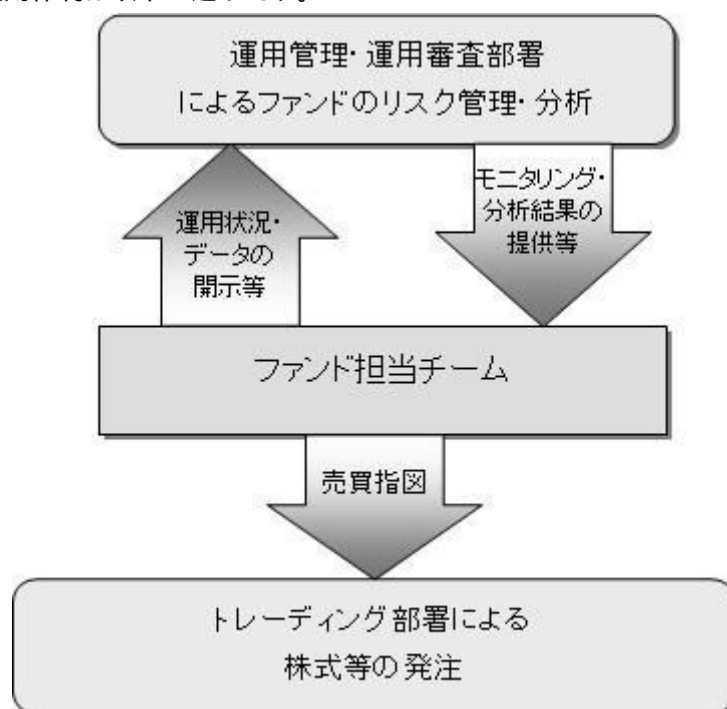 運用管理・運用審査部署
によるファンドのリスク管理・分析
運用状況・
データの
開示等
モニタリング・
分析結果の
提供等
ファンド担当チーム
売買指図
トレーディング部署による
株式等の発注